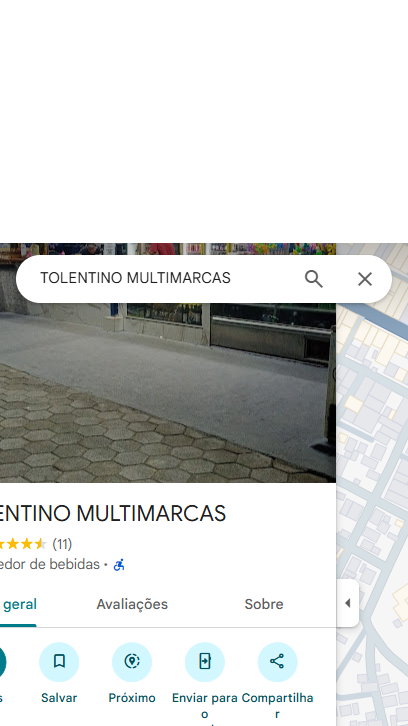 TOLENTINO MULTIMARCAS
ENTINO MULTIMARCAS
(11)
edor de bebidas •
geral
Avaliações
Sobre
s
Salvar
Próximo
Enviar para o
Compartilhar